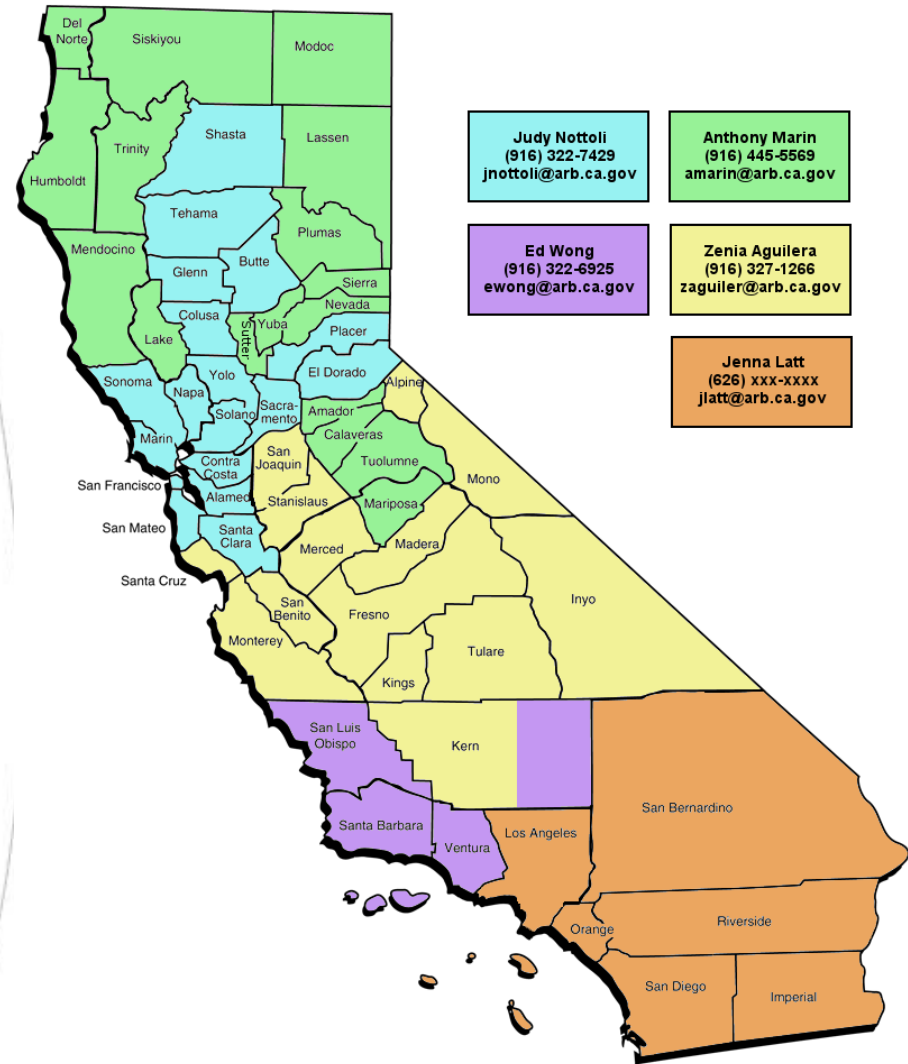 Del
Norte
Siskiyou
Modoc
Shasta
Lassen
Trinity
Humboldt
Judy Nottoli
(916) 322-7429
jnottoli@arb.ca.gov
Anthony Marin
(916) 445-5569
amarin@arb.ca.gov
Tehama
Plumas
Mendocino
Butte
Glenn
Ed Wong
(916) 322-6925
ewong@arb.ca.gov
Zenia Aguilera
(916) 327-1266
zaguiler@arb.ca.gov
Sierra
Nevada
Colusa
Yuba
Sutter
Placer
Lake
Jenna Latt
(626) xxx-xxxx
jlatt@arb.ca.gov
Sonoma
Yolo
El Dorado
Napa
Alpine
Solano
Sacra-
mento
Amador
Marin
Calaveras
San
Joaquin
Contra
Costa
Tuolumne
San Francisco
Alamed
Stanislaus
Mono
Mariposa
San Mateo
Santa
Clara
Merced
Madera
Santa Cruz
San
Benito
Fresno
Inyo
Monterey
Tulare
Kings
San Luis
Obispo
Kern
San Bernardino
Santa Barbara
Ventura
Los Angeles
Orange
Riverside
San Diego
Imperial